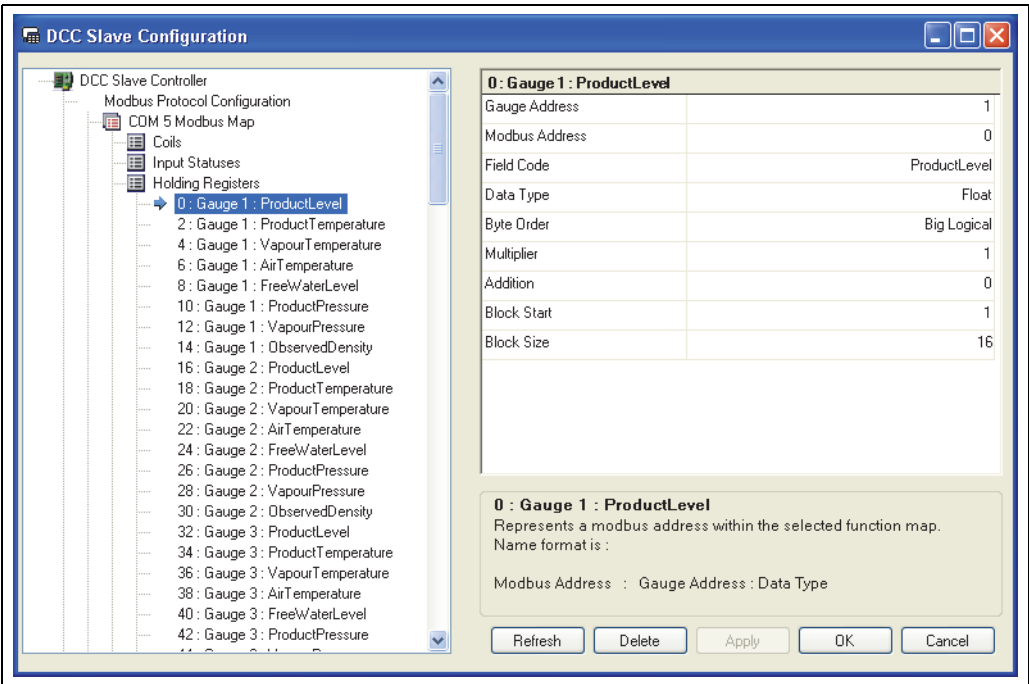 DCC Slave Configuration
DCC Slave Controller
Modbus Protocol Configuration
COM 5 Modbus Map
Coils
Input Statuses
Holding Registers
0 : Gauge 1 : ProductLevel
2 : Gauge 1 : ProductTemperature
4 : Gauge 1 : VapourTemperature
6 : Gauge 1 : AirTemperature
8 : Gauge 1 : FreeWaterLevel
10 : Gauge 1 : ProductPressure
12 : Gauge 1 : VapourPressure
14 : Gauge 1 : ObservedDensity
16 : Gauge 2 : ProductLevel
18 : Gauge 2 : ProductTemperature
20 : Gauge 2 : VapourTemperature
22 : Gauge 2 : AirTemperature
24 : Gauge 2 : FreeWaterLevel
26 : Gauge 2 : ProductPressure
28 : Gauge 2 : VapourPressure
30 : Gauge 2 : ObservedDensity
32 : Gauge 3 : ProductLevel
34 : Gauge 3 : ProductTemperature
36 : Gauge 3 : VapourTemperature
38 : Gauge 3 : AirTemperature
40 : Gauge 3 : FreeWaterLevel
42 : Gauge 3 : ProductPressure
0 : Gauge 1 : ProductLevel
Gauge Address 1
Modbus Address 0
Field Code ProductLevel
Data Type Float
Byte Order Big Logical
Multiplier 1
Addition 0
Block Start 1
Block Size 16
0 : Gauge 1 : ProductLevel
Represents a modbus address within the selected function map.
Name format is :
Modbus Address : Gauge Address : Data Type
Refresh Delete Apply OK Cancel